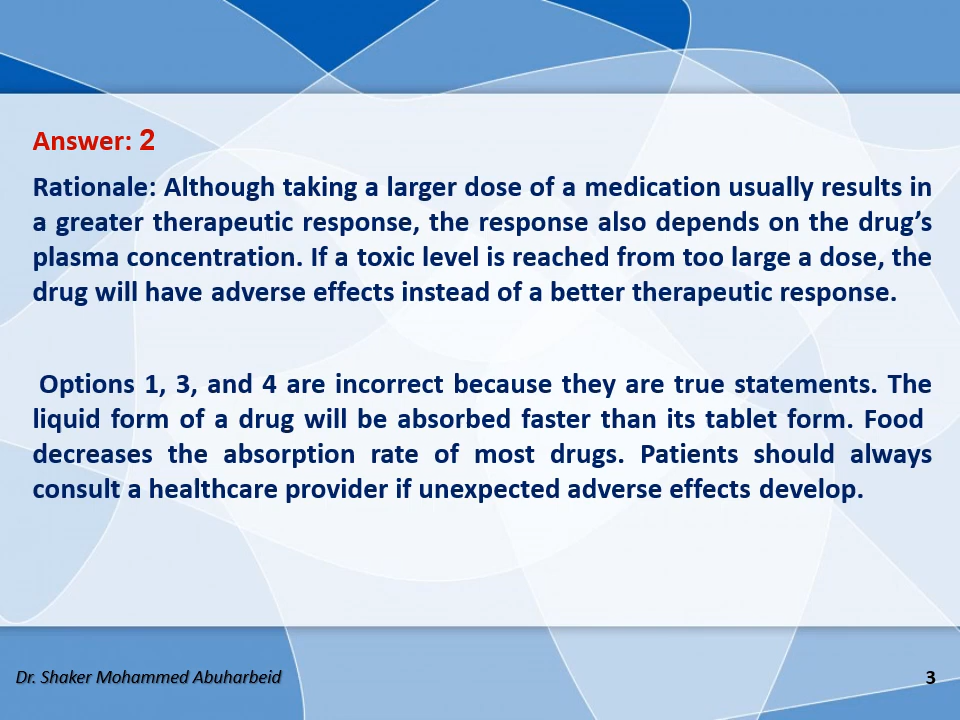 Answer: 2
Rationale: Although taking a larger dose of a medication usually results in
a greater therapeutic response, the response also depends on the drug’s
plasma concentration. If a toxic level is reached from too large a dose, the
drug will have adverse effects instead of a better therapeutic response.
Options 1, 3, and 4 are incorrect because they are true statements. The
liquid form of a drug will be absorbed faster than its tablet form. Food
decreases the absorption rate of most drugs. Patients should always
consult a healthcare provider if unexpected adverse effects develop.
Dr. Shaker Mohammed Abuharbeid
3